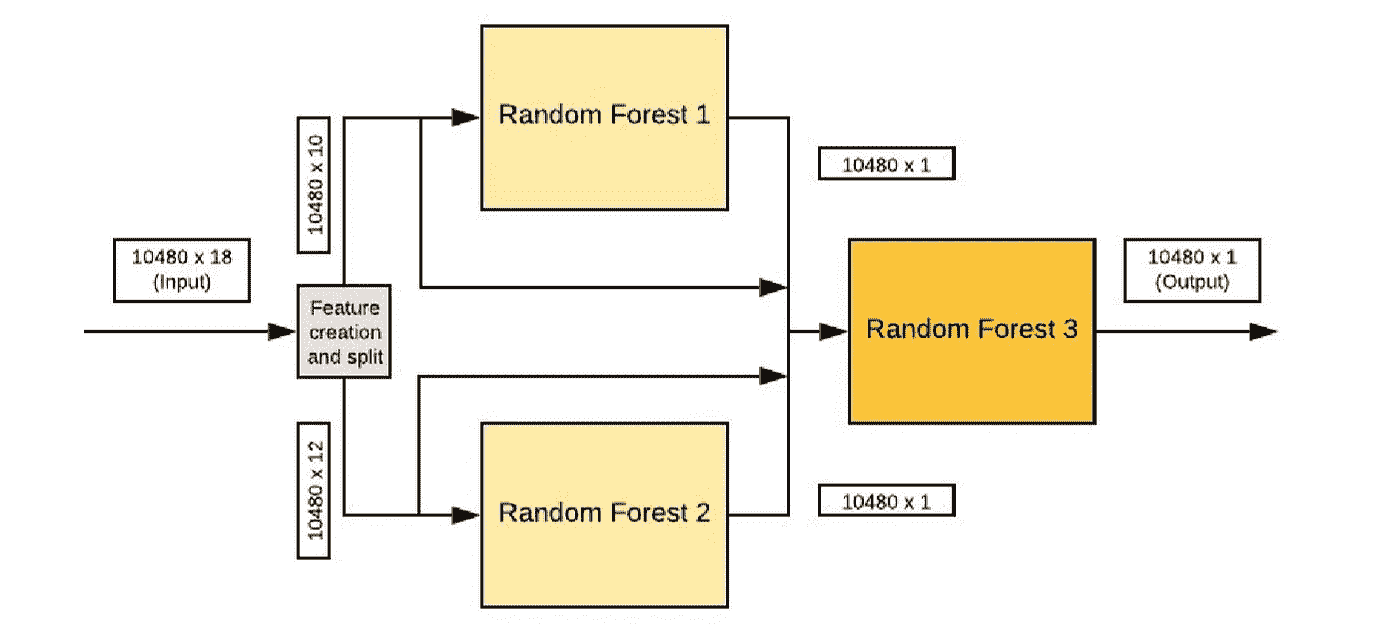 Random Forest 1
10480 x 10
10480 x 1
10480 x 18
(Input)
10480 x 1
(Output)
Feature
creation
and split
Random Forest 3
10480 x 12
Random Forest 2
10480 x 1